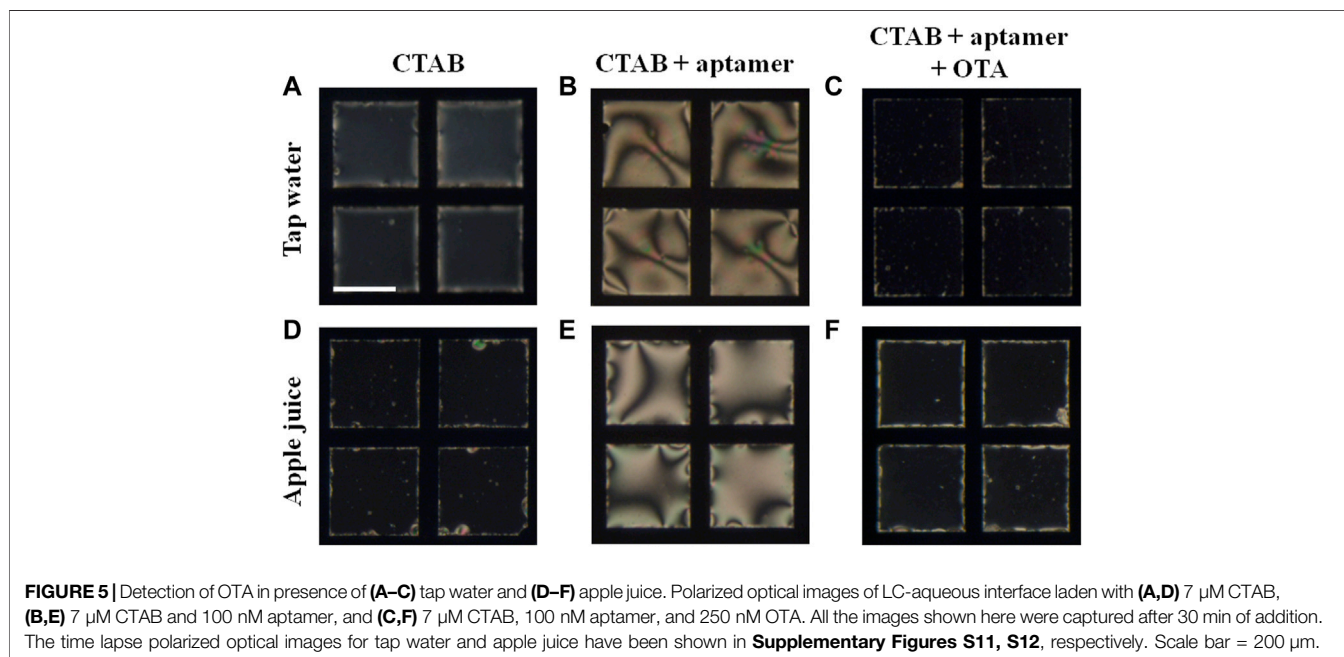 CTAB
CTAB + aptamer
CTAB + aptamer
+ OTA
A
B
C
Tap water
D
E
F
Apple juice
FIGURE 5 | Detection of OTA in presence of (A–C) tap water and (D–F) apple juice. Polarized optical images of LC-aqueous interface laden with (A,D) 7 μM CTAB,
(B,E) 7 μM CTAB and 100 nM aptamer, and (C,F) 7 μM CTAB, 100 nM aptamer, and 250 nM OTA. All the images shown here were captured after 30 min of addition.
The time lapse polarized optical images for tap water and apple juice have been shown in Supplementary Figures S11, S12, respectively. Scale bar = 200 μm.